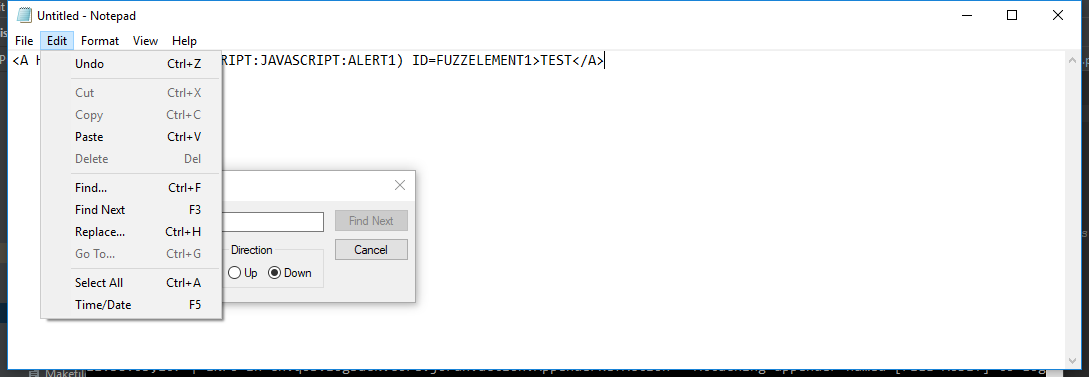 Untitled - Notepad
File Edit Format View Help
<A H RIPT:JAVASCRIPT:ALERT1) ID=FUZZELEMENT1>TEST</A>
Undo Ctrl+Z
Cut Ctrl+X
Copy Ctrl+C
Paste Ctrl+V
Delete Del
Find... Ctrl+F
Find Next F3
Replace... Ctrl+H
Go To... Ctrl+G
Select All Ctrl+A
Time/Date F5
Find Next
Cancel
Direction
Up Down